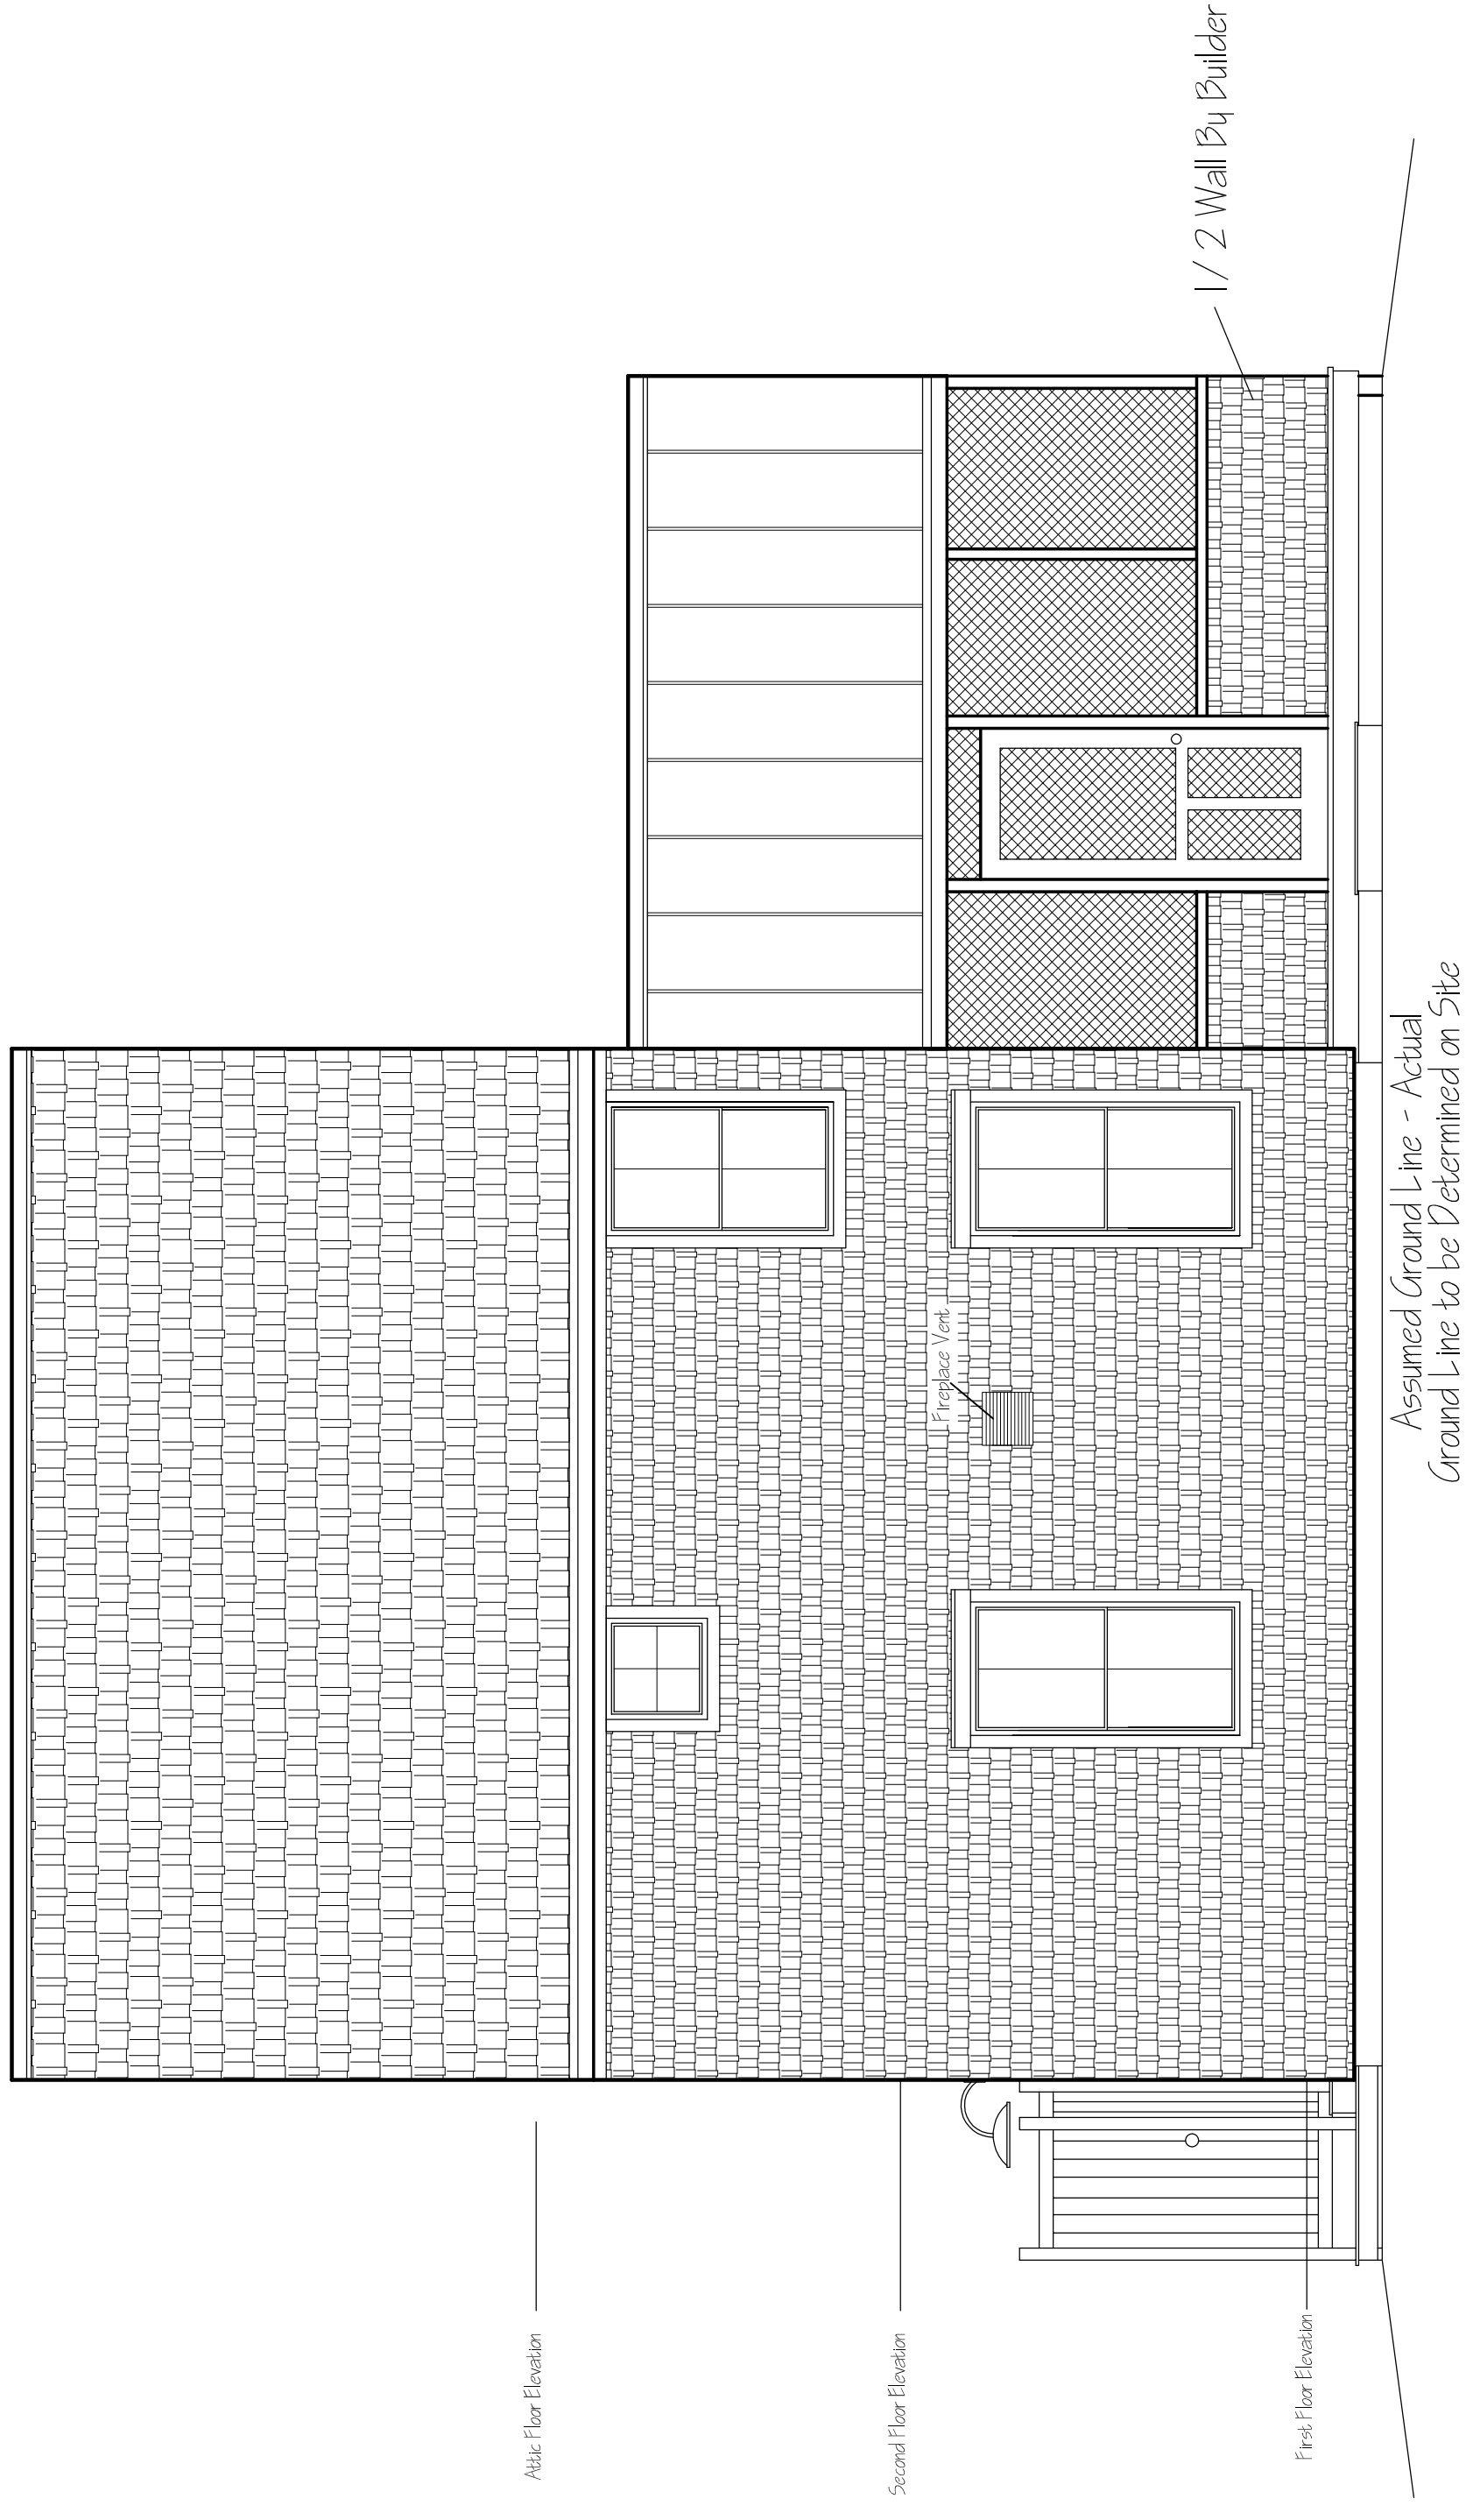 1/ 2 Wall By Builder
Fireplace Vent
Attic Floor Elevation
Second Floor Elevation
First Floor Elevation
Assumed Ground Line - Actual
Ground Line to be Determined on Site